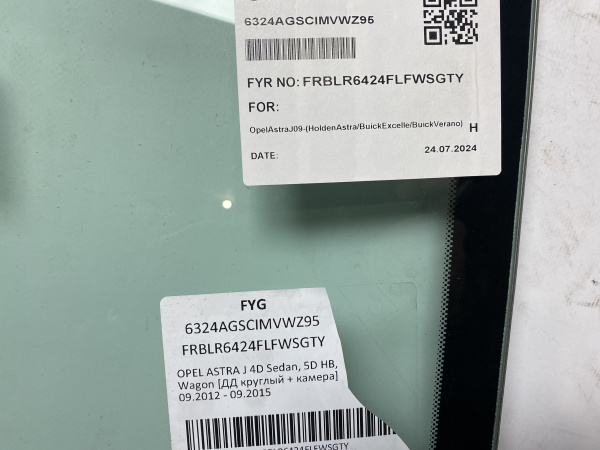 6324AGSCIMVWZ95
FYR NO: FRBLR6424FLFWSGTY
FOR:
OpelAstraJ09-(HoldenAstra/BuickExcelle/BuickVerano) H
DATE: 24.07.2024
FYG
6324AGSCIMVWZ95
FRBLR6424FLFWSGTY
OPEL ASTRA J 4D Sedan, 5D HB,
Wagon [ДД круглый + камера]
09.2012 - 09.2015
FRBLR6424FLFWSGTY